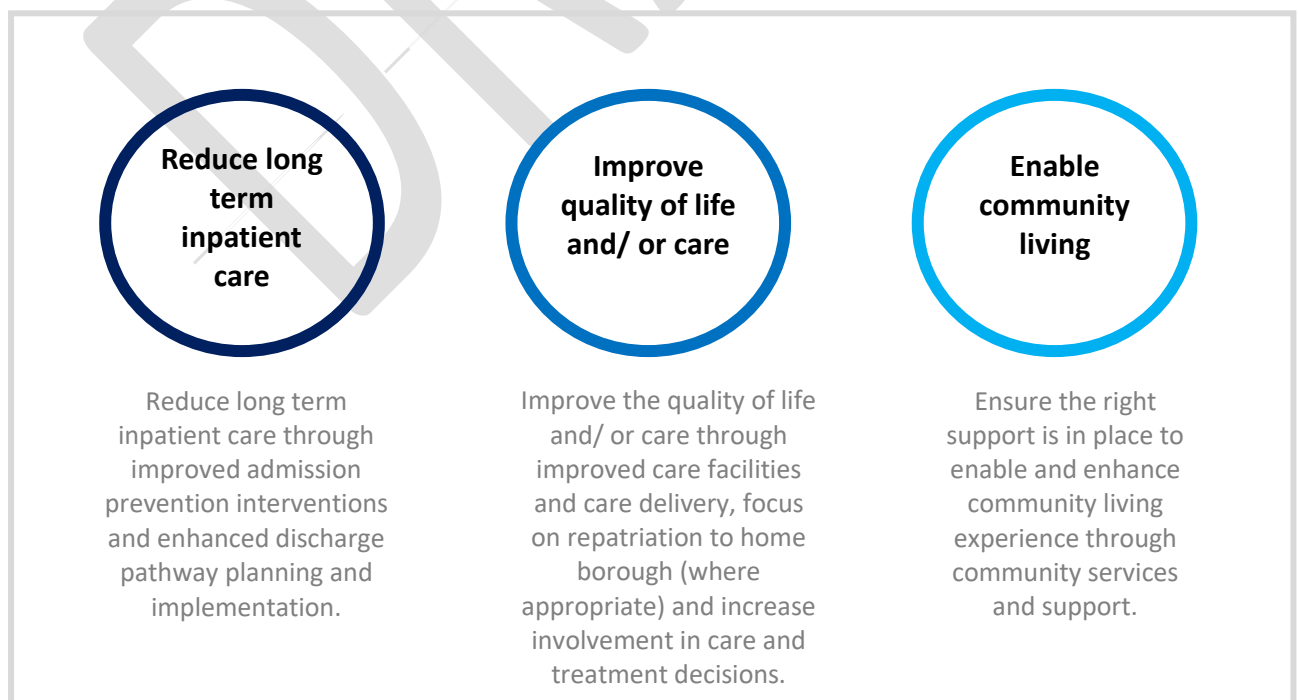 Reduce long
term
inpatient
care
Improve
quality of life
and/ or care
Enable
community
living
Reduce long term
inpatient care through
improved admission
prevention interventions
and enhanced discharge
pathway planning and
implementation.
Improve the quality of life
and/ or care through
improved care facilities
and care delivery, focus
on repatriation to home
borough (where
appropriate) and increase
involvement in care and
treatment decisions.
Ensure the right
support is in place to
enable and enhance
community living
experience through
community services
and support.